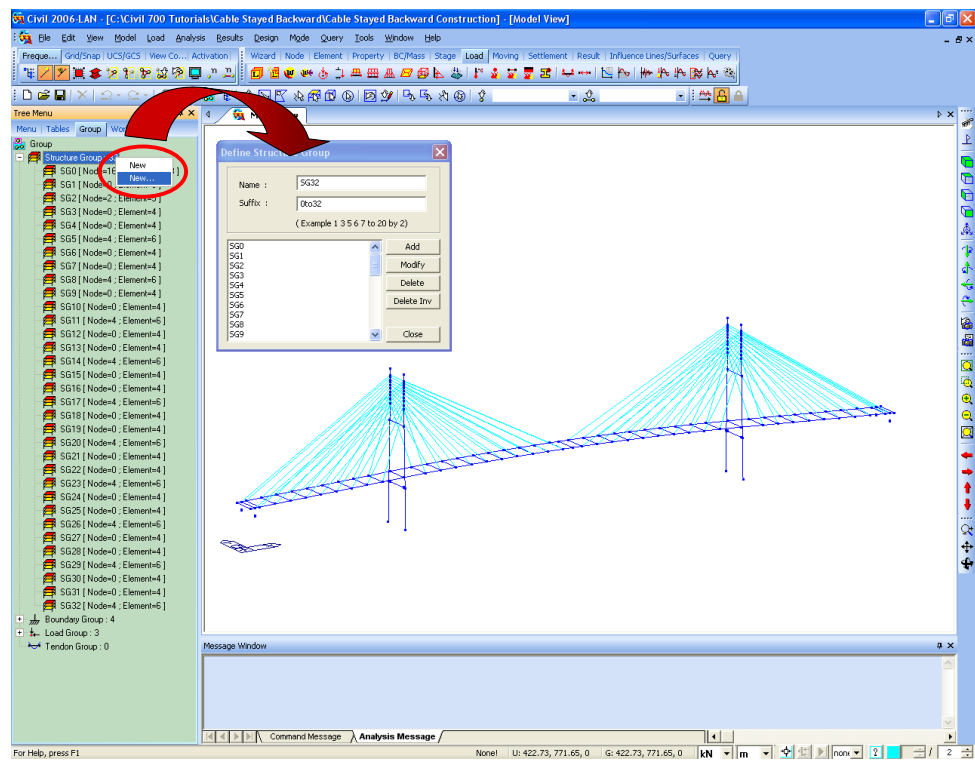 Civil 2006-LAN - [C:\Civil 700 Tutorials\Cable Stayed Backward\Cable Stayed Backward Construction] - [Model View]
File Edit View Model Load Analysis Results Design Mode Query Tools Window Help
Freque... Grid/Snap UCS/GCS View Co... Activation Wizard Node Element Property BC/Mass Stage Load Moving Settlement Result Influence Lines/Surfaces Query
Tree Menu
Menu Tables Group
Group
Structure Group
New
New...
SG0 [ Node=16
SG1 [ Node=0
SG2 [ Node=2 ; Element=5 ]
SG3 [ Node=0 ; Element=4 ]
SG4 [ Node=0 ; Element=4 ]
SG5 [ Node=4 ; Element=6 ]
SG6 [ Node=0 ; Element=4 ]
SG7 [ Node=0 ; Element=4 ]
SG8 [ Node=4 ; Element=6 ]
SG9 [ Node=0 ; Element=4 ]
SG10 [ Node=0 ; Element=4 ]
SG11 [ Node=4 ; Element=6 ]
SG12 [ Node=0 ; Element=4 ]
SG13 [ Node=0 ; Element=4 ]
SG14 [ Node=4 ; Element=6 ]
SG15 [ Node=0 ; Element=4 ]
SG16 [ Node=0 ; Element=4 ]
SG17 [ Node=4 ; Element=6 ]
SG18 [ Node=0 ; Element=4 ]
SG19 [ Node=0 ; Element=4 ]
SG20 [ Node=4 ; Element=6 ]
SG21 [ Node=0 ; Element=4 ]
SG22 [ Node=0 ; Element=4 ]
SG23 [ Node=4 ; Element=6 ]
SG24 [ Node=0 ; Element=4 ]
SG25 [ Node=0 ; Element=4 ]
SG26 [ Node=4 ; Element=6 ]
SG27 [ Node=0 ; Element=4 ]
SG28 [ Node=0 ; Element=4 ]
SG29 [ Node=4 ; Element=6 ]
SG30 [ Node=0 ; Element=4 ]
SG31 [ Node=0 ; Element=4 ]
SG32 [ Node=4 ; Element=6 ]
Boundary Group : 4
Load Group : 3
Tendon Group : 0
Define Structure Group
Name : SG32
Suffix : 0to32
( Example 1 3 5 6 7 to 20 by 2)
SG0
SG1
SG2
SG3
SG4
SG5
SG6
SG7
SG8
SG9
Add
Modify
Delete
Delete Inv
Close
Message Window
Command Message Analysis Message
For Help, press F1
None! U: 422.73, 771.65, 0 G: 422.73, 771.65, 0 kN m none ? / 2